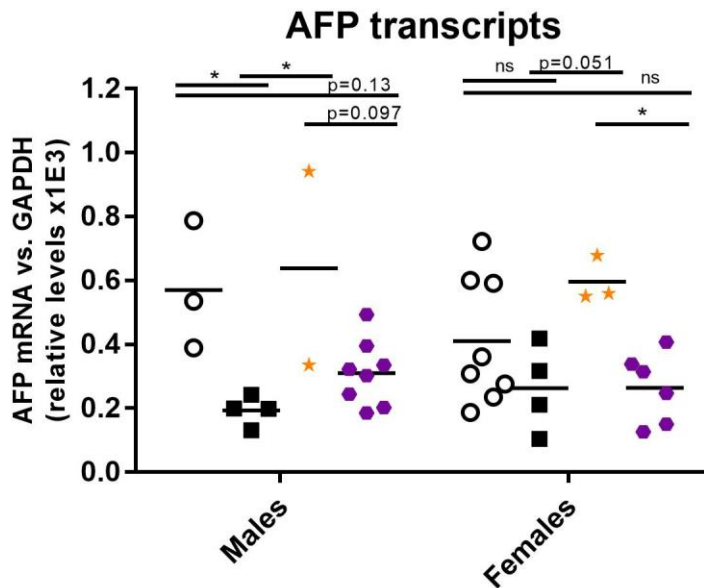 AFP transcripts
* * p=0.13
p=0.097
ns p=0.051
ns
*
AFP mRNA vs. GAPDH
(relative levels x1E3)
1.2
1.0
0.8
0.6
0.4
0.2
0.0
Males
Females